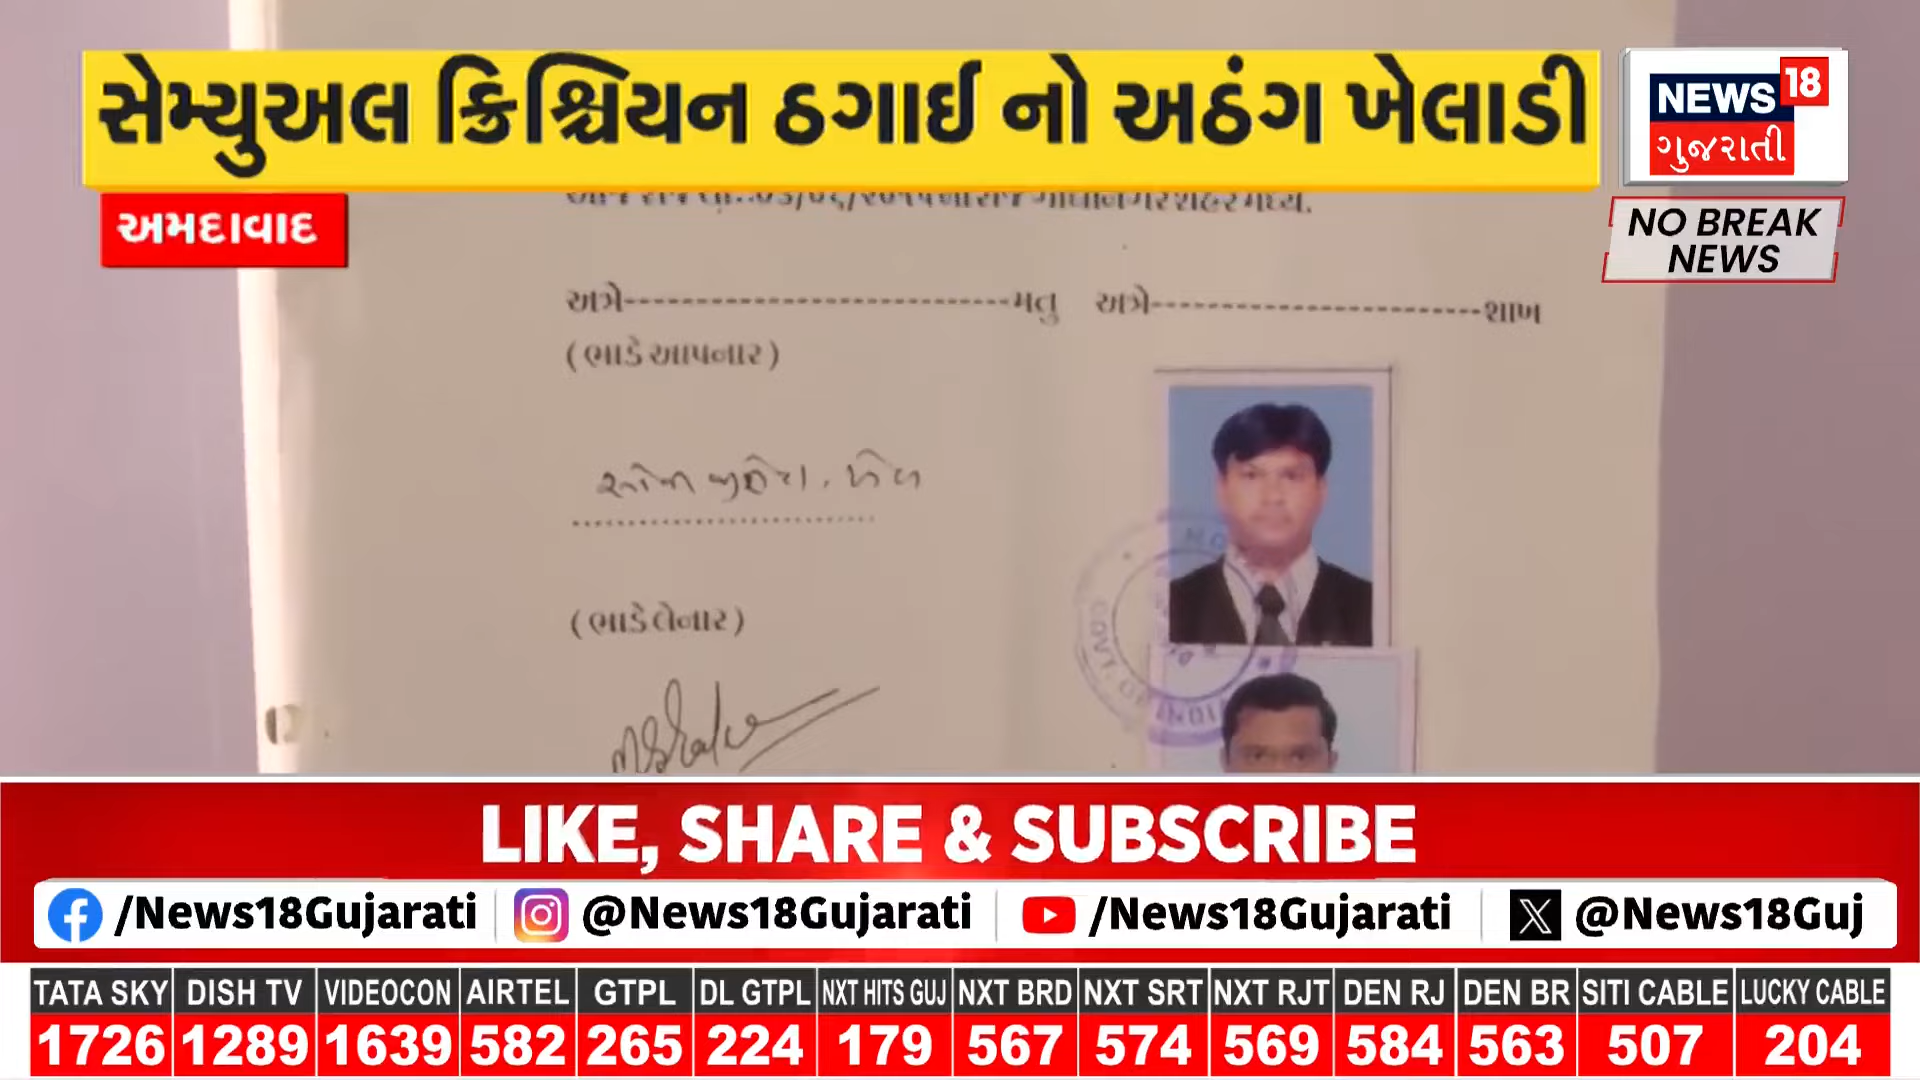 સેમ્યુઅલ ક્રિશ્ચિયન ઠગાઈ નો અઠંગ ખેલાડી
NEWS 18
ગુજરાતી
અમદાવાદ
NO BREAK
NEWS
અત્રે----------------------------મતુ અત્રે------------------------શાખ
(ભાડે આપનાર)
(ભાડે લેનાર)
GOVT. OF INDI
LIKE, SHARE & SUBSCRIBE
/News18Gujarati @News18Gujarati /News18Gujarati @News18Guj
TATA SKY DISH TV VIDEOCON AIRTEL GTPL DL GTPL NXT HITS GUJ NXT BRD NXT SRT NXT RJT DEN RJ DEN BR SITI CABLE LUCKY CABLE
1726 1289 1639 582 265 224 179 567 574 569 584 563 507 204